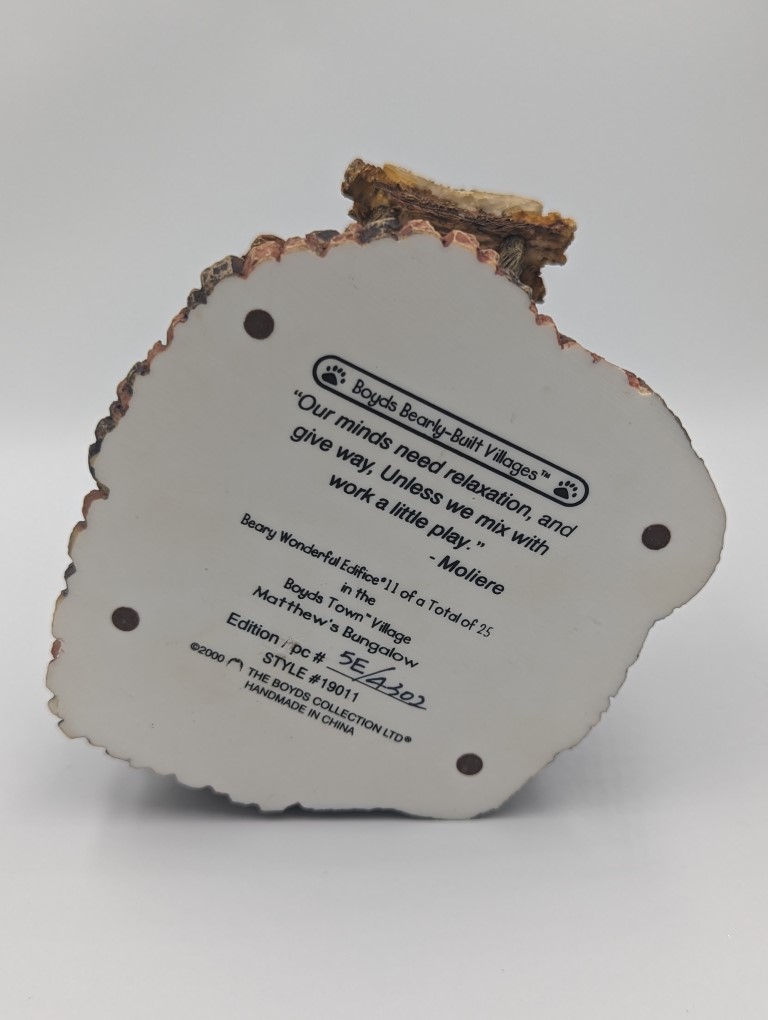 Boyds Bearly-Built Villages™
"Our minds need relaxation, and
give way, Unless we mix with
work a little play."
- Moliere
Beary Wonderful Edifice® 11 of a Total of 25
in the
Boyds Town™ Village
Matthew's Bungalow
Edition / pc # 5E/4302
STYLE #19011
©2000 THE BOYDS COLLECTION LTD®
HANDMADE IN CHINA